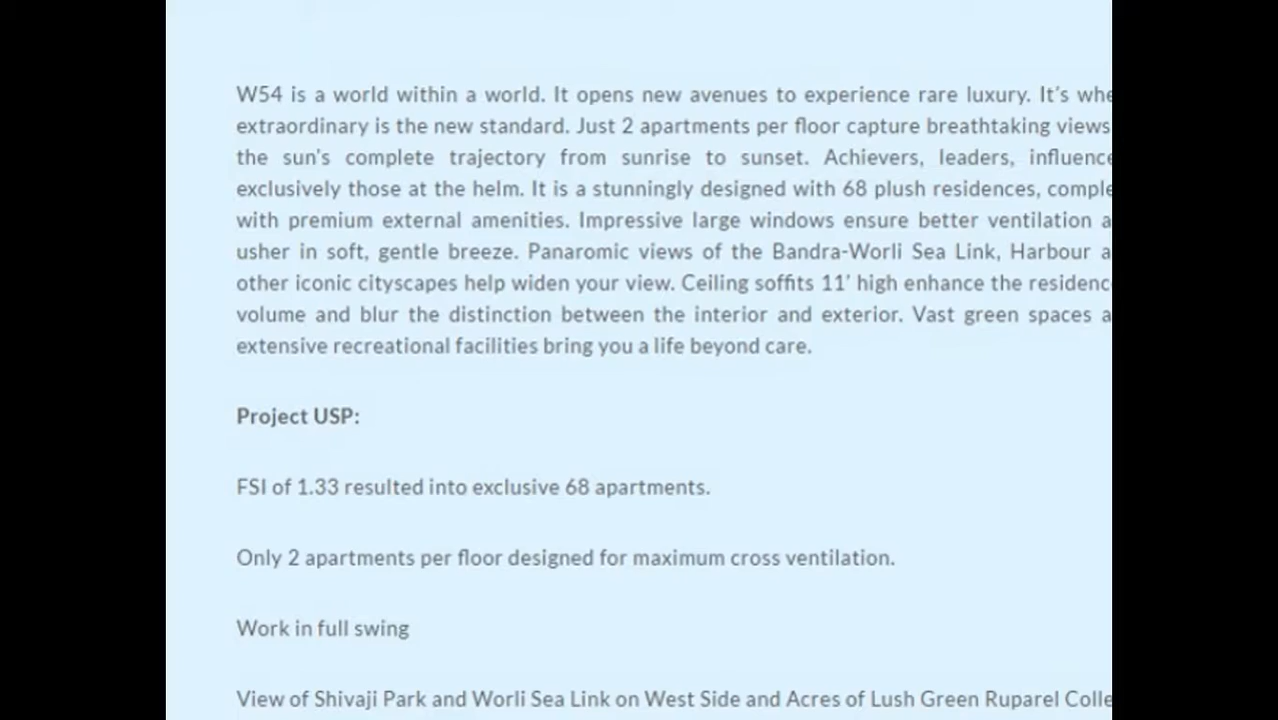 W54 is a world within a world. It opens new avenues to experience rare luxury. It's whe
extraordinary is the new standard. Just 2 apartments per floor capture breathtaking views
the sun's complete trajectory from sunrise to sunset. Achievers, leaders, influence
exclusively those at the helm. It is a stunningly designed with 68 plush residences, comple
with premium external amenities. Impressive large windows ensure better ventilation a
usher in soft, gentle breeze. Panaromic views of the Bandra-Worli Sea Link, Harbour a
other iconic cityscapes help widen your view. Ceiling soffits 11' high enhance the residenc
volume and blur the distinction between the interior and exterior. Vast green spaces a
extensive recreational facilities bring you a life beyond care.
Project USP:
FSI of 1.33 resulted into exclusive 68 apartments.
Only 2 apartments per floor designed for maximum cross ventilation.
Work in full swing
View of Shivaji Park and Worli Sea Link on West Side and Acres of Lush Green Ruparel Colle